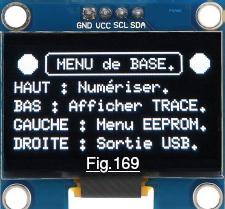 GND VCC SCL SDA
MENU de BASE.
HAUT : Numériser.
BAS : Afficher TRACE.
GAUCHE : Menu EEPROM.
DROITE : Sortie USB.
Fig.169